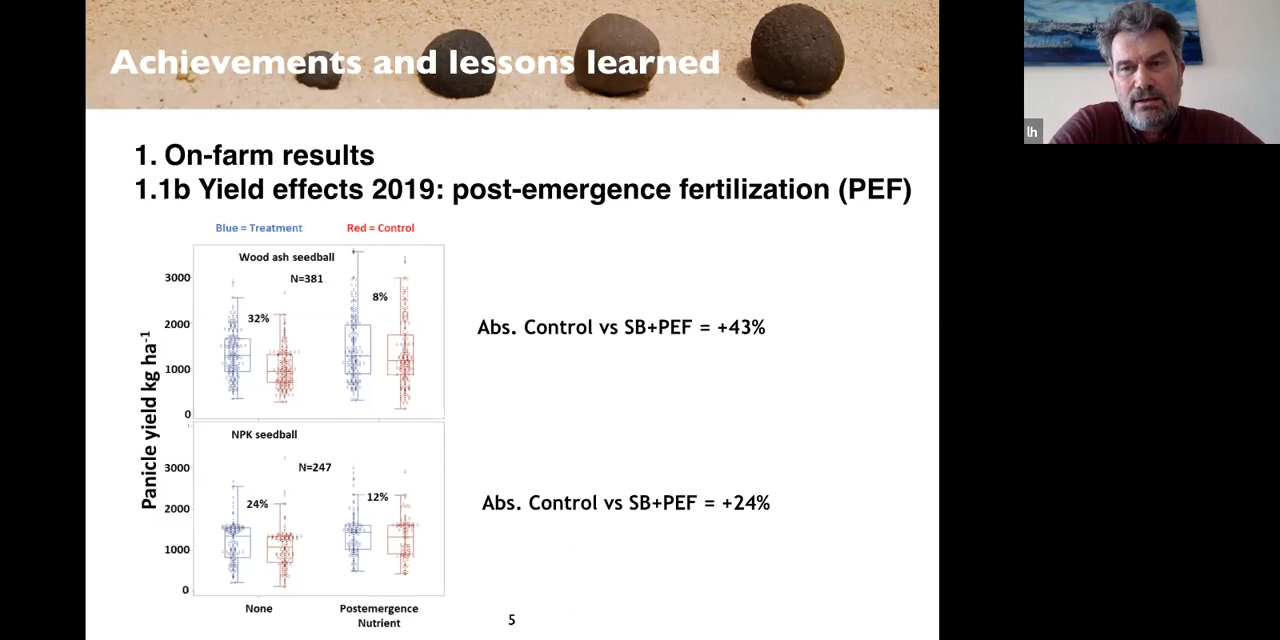 Achievements and lessons learned
lh
1. On-farm results
1.1b Yield effects 2019: post-emergence fertilization (PEF)
Blue = Treatment
Red = Control
Wood ash seedball
N=381
32%
8%
3000
2000
1000
0
Abs. Control vs SB+PEF = +43%
Panicle yield kg ha-1
NPK seedball
N=247
24%
12%
3000
2000
1000
0
Abs. Control vs SB+PEF = +24%
None
Postemergence
Nutrient
5